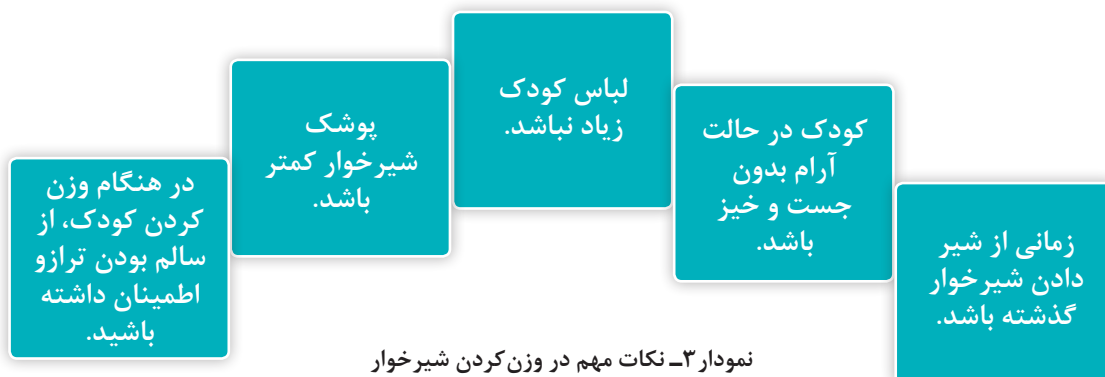 زمانی از شیر
دادن شیرخوار
گذشته باشد.
کودک در حالت
آرام بدون
جست و خیز
باشد.
لباس کودک
زیاد نباشد.
پوشک
شیرخوار کمتر
باشد.
در هنگام وزن
کردن کودک، از
سالم بودن ترازو
اطمینان داشته
باشید.
نمودار ۳ـ نکات مهم در وزن‌کردن شیرخوار